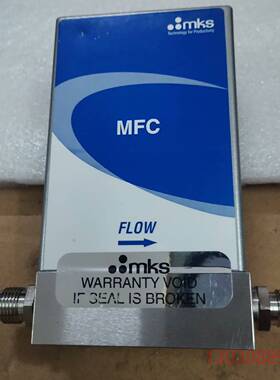 mks
Technology for Productivity
MFC
FLOW
mks
WARRANTY VOID
IF SEAL IS BROKEN